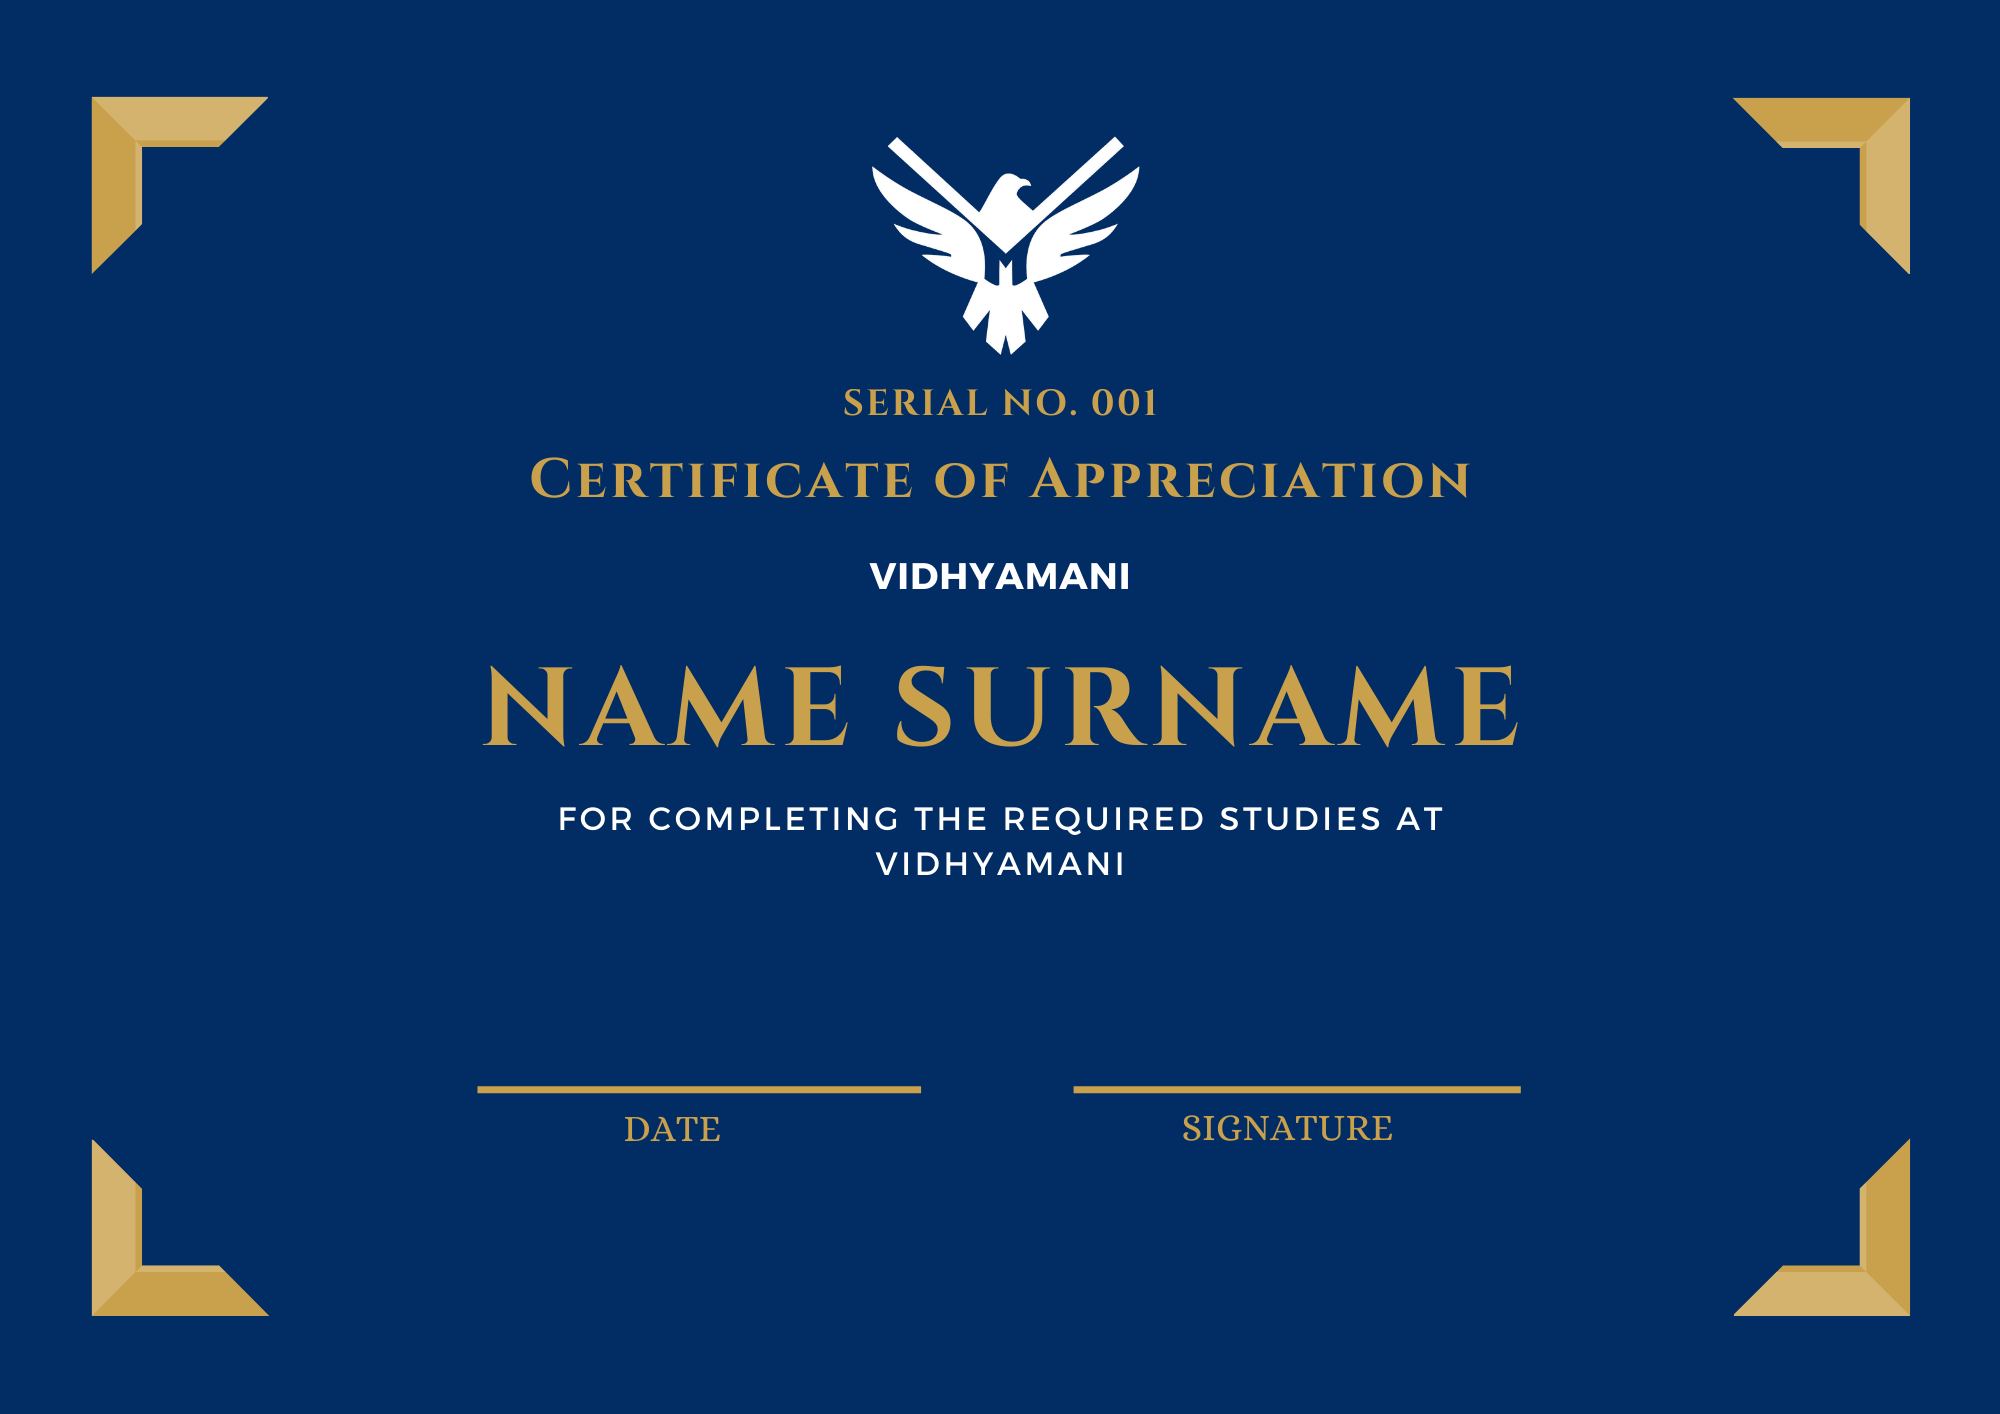 SERIAL NO. 001
Certificate of Appreciation
VIDHYAMANI
NAME SURNAME
FOR COMPLETING THE REQUIRED STUDIES AT
VIDHYAMANI
DATE
SIGNATURE